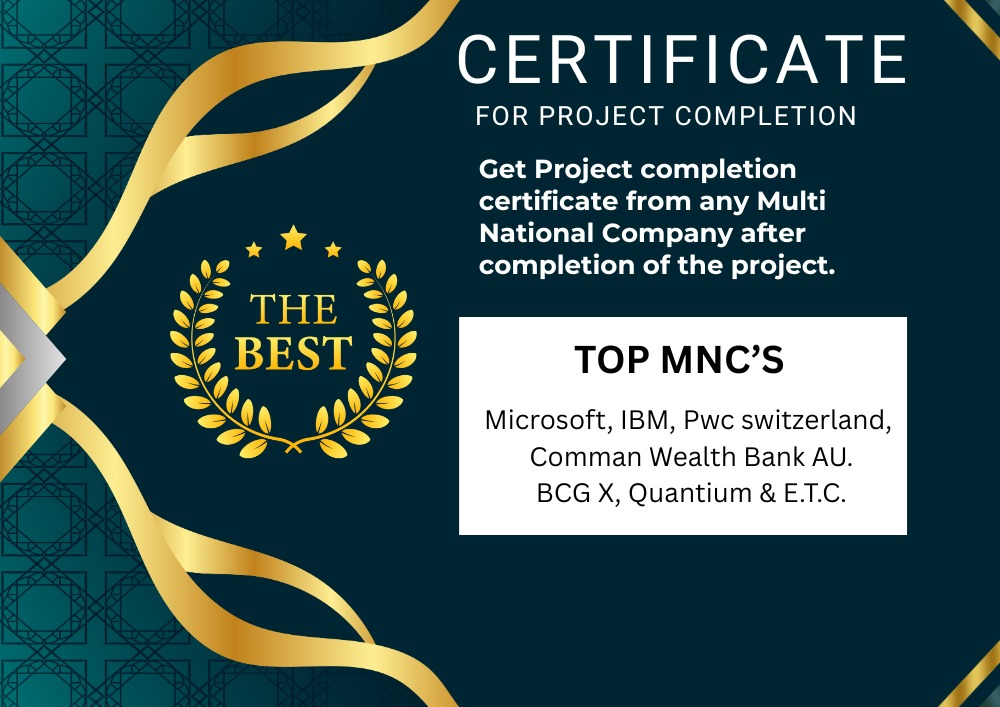 CERTIFICATE
FOR PROJECT COMPLETION
Get Project completion
certificate from any Multi
National Company after
completion of the project.
THE
BEST
TOP MNC’S
Microsoft, IBM, Pwc switzerland,
Comman Wealth Bank AU.
BCG X, Quantium & E.T.C.